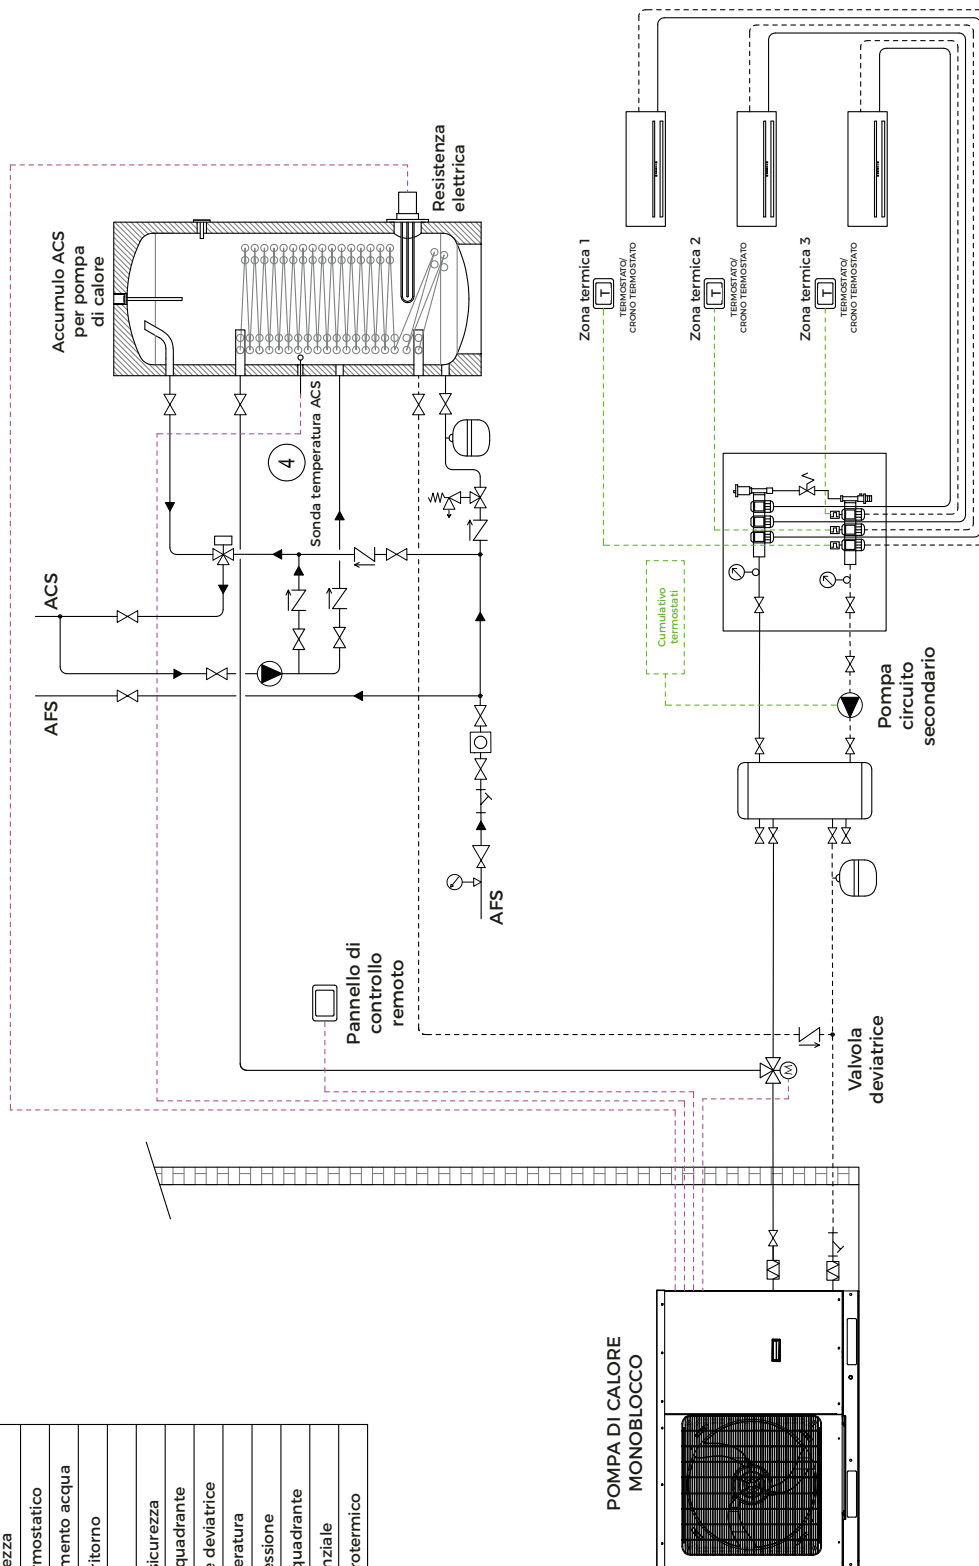 Accumulo ACS
per pompa
di calore
Resistenza
elettrica
Sonda temperatura ACS
4
ACS
AFS
AFS
Pannello di
controllo
remoto
Zona termica 1
T
TERMOSTATO/
CRONO TERMOSTATO
Zona termica 2
T
TERMOSTATO/
CRONO TERMOSTATO
Zona termica 3
T
TERMOSTATO/
CRONO TERMOSTATO
Cumulativo
termostati
Pompa
circuito
secondario
Valvola
deviatrice
M
POMPA DI CALORE
MONOBLOCCO
ezza
rmostatico
mento acqua
ritorno
sicurezza
quadrante
e deviatrice
eratura
essione
quadrante
nziale
rotermico